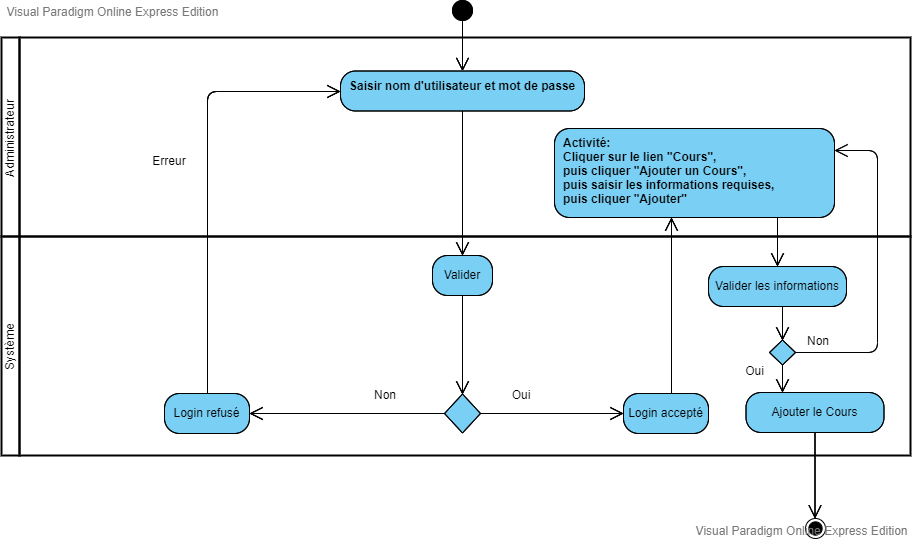 Visual Paradigm Online Express Edition
Administrateur
Saisir nom d'utilisateur et mot de passe
Erreur
Activité:
Cliquer sur le lien "Cours",
puis cliquer "Ajouter un Cours",
puis saisir les informations requises,
puis cliquer "Ajouter"
Système
Valider
Valider les informations
Non
Oui
Non
Oui
Login refusé
Login accepté
Ajouter le Cours
Visual Paradigm Online Express Edition